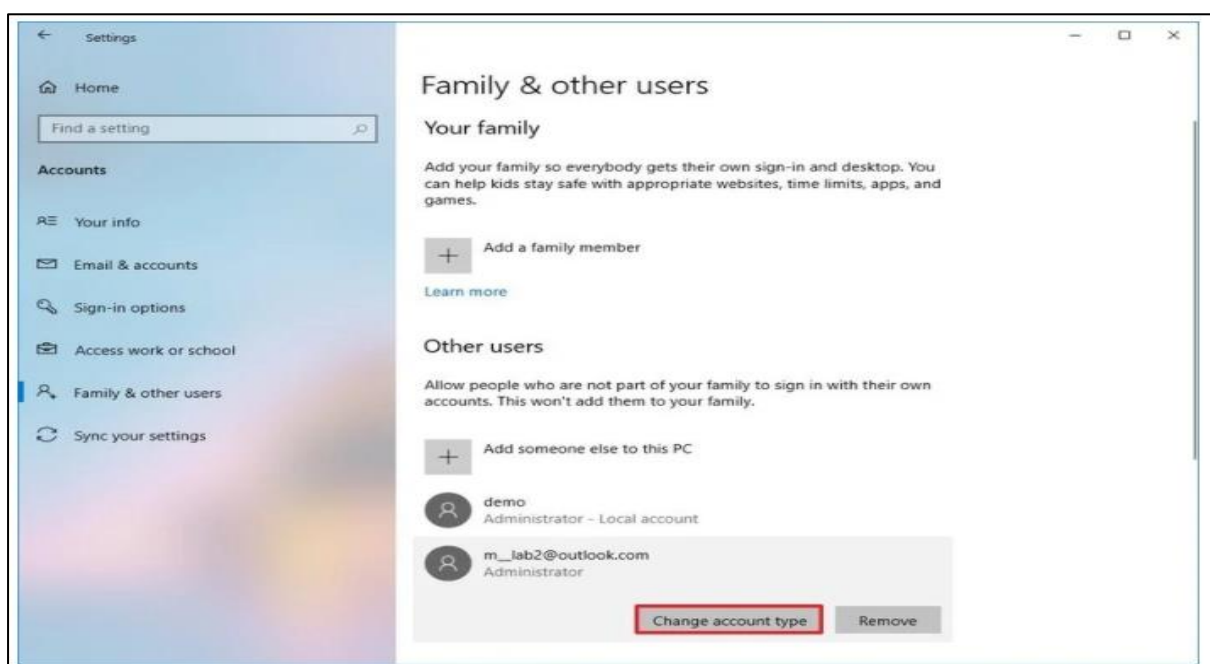 Settings
Home
Find a setting
Accounts
Your info
Email & accounts
Sign-in options
Access work or school
Family & other users
Sync your settings
Family & other users
Your family
Add your family so everybody gets their own sign-in and desktop. You
can help kids stay safe with appropriate websites, time limits, apps, and
games.
Add a family member
Learn more
Other users
Allow people who are not part of your family to sign in with their own
accounts. This won't add them to your family.
Add someone else to this PC
demo
Administrator - Local account
m__lab2@outlook.com
Administrator
Change account type
Remove